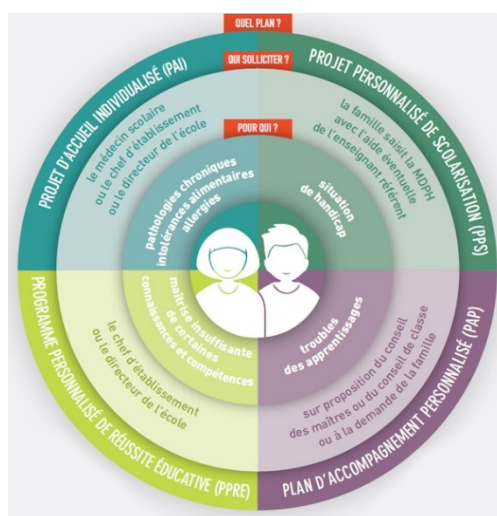 QUEL PLAN ?
QUI SOLLICITER ?
POUR QUI ?
PROJET D'ACCUEIL INDIVIDUALISÉ (PAI)
le médecin scolaire
ou le chef d'établissement
ou le directeur de l'école
pathologies chroniques
intolérances alimentaires
allergies
PROJET PERSONNALISÉ DE SCOLARISATION (PPS)
la famille saisit la MDPH
avec l'aide éventuelle
de l'enseignant référent
situation
de handicap
PROGRAMME PERSONNALISÉ DE RÉUSSITE ÉDUCATIVE (PPRE)
le chef d'établissement
ou le directeur de l'école
maîtrise insuffisante
de certaines
connaissances et compétences
PLAN D'ACCOMPAGNEMENT PERSONNALISÉ (PAP)
sur proposition du conseil
des maîtres ou du conseil de classe
ou à la demande de la famille
troubles
des apprentissages